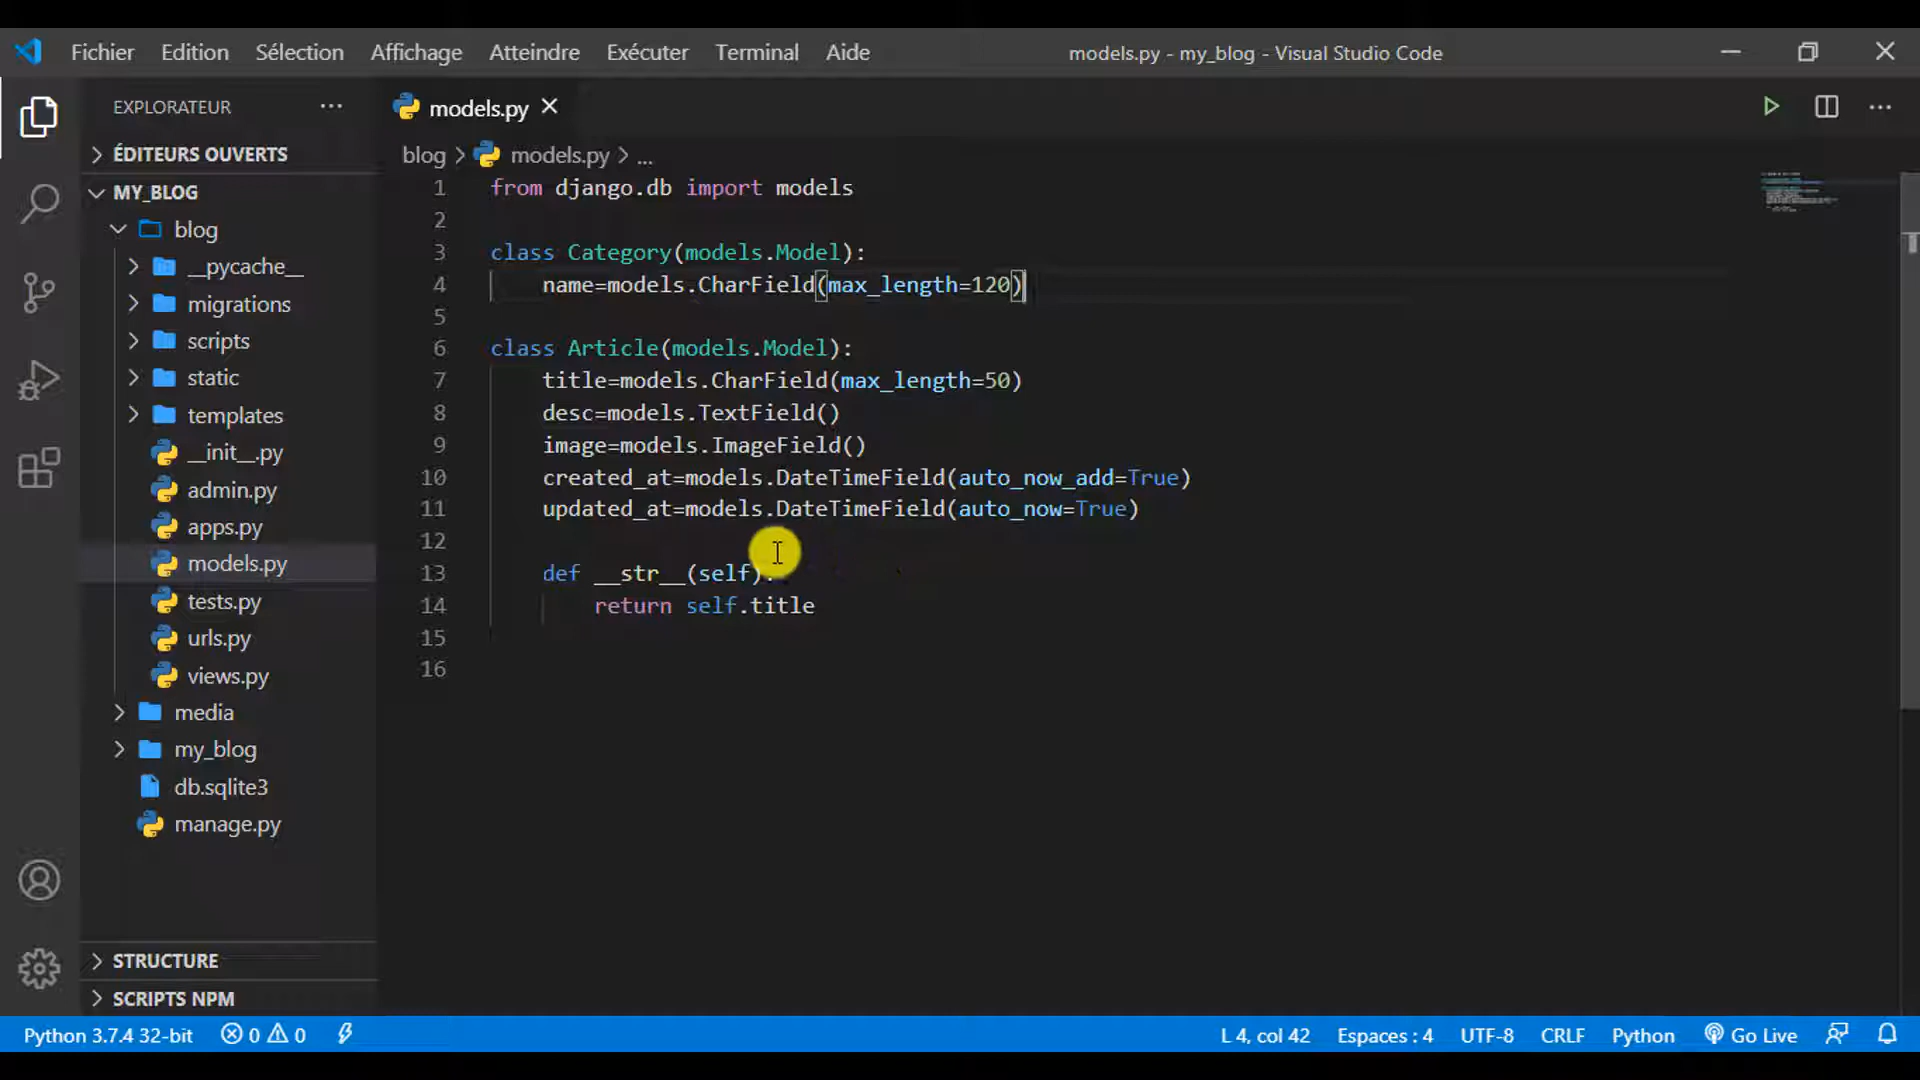 Fichier Edition Sélection Affichage Atteindre Exécuter Terminal Aide models.py - my_blog - Visual Studio Code
EXPLORATEUR
ÉDITEURS OUVERTS
MY_BLOG
blog
__pycache__
migrations
scripts
static
templates
__init__.py
admin.py
apps.py
models.py
tests.py
urls.py
views.py
media
my_blog
db.sqlite3
manage.py
STRUCTURE
SCRIPTS NPM
models.py
blog > models.py > ...
1 from django.db import models
2
3 class Category(models.Model):
4 name=models.CharField(max_length=120)
5
6 class Article(models.Model):
7 title=models.CharField(max_length=50)
8 desc=models.TextField()
9 image=models.ImageField()
10 created_at=models.DateTimeField(auto_now_add=True)
11 updated_at=models.DateTimeField(auto_now=True)
12
13 def __str__(self):
14 return self.title
15
16
Python 3.7.4 32-bit 0 0 L 4, col 42 Espaces : 4 UTF-8 CRLF Python Go Live